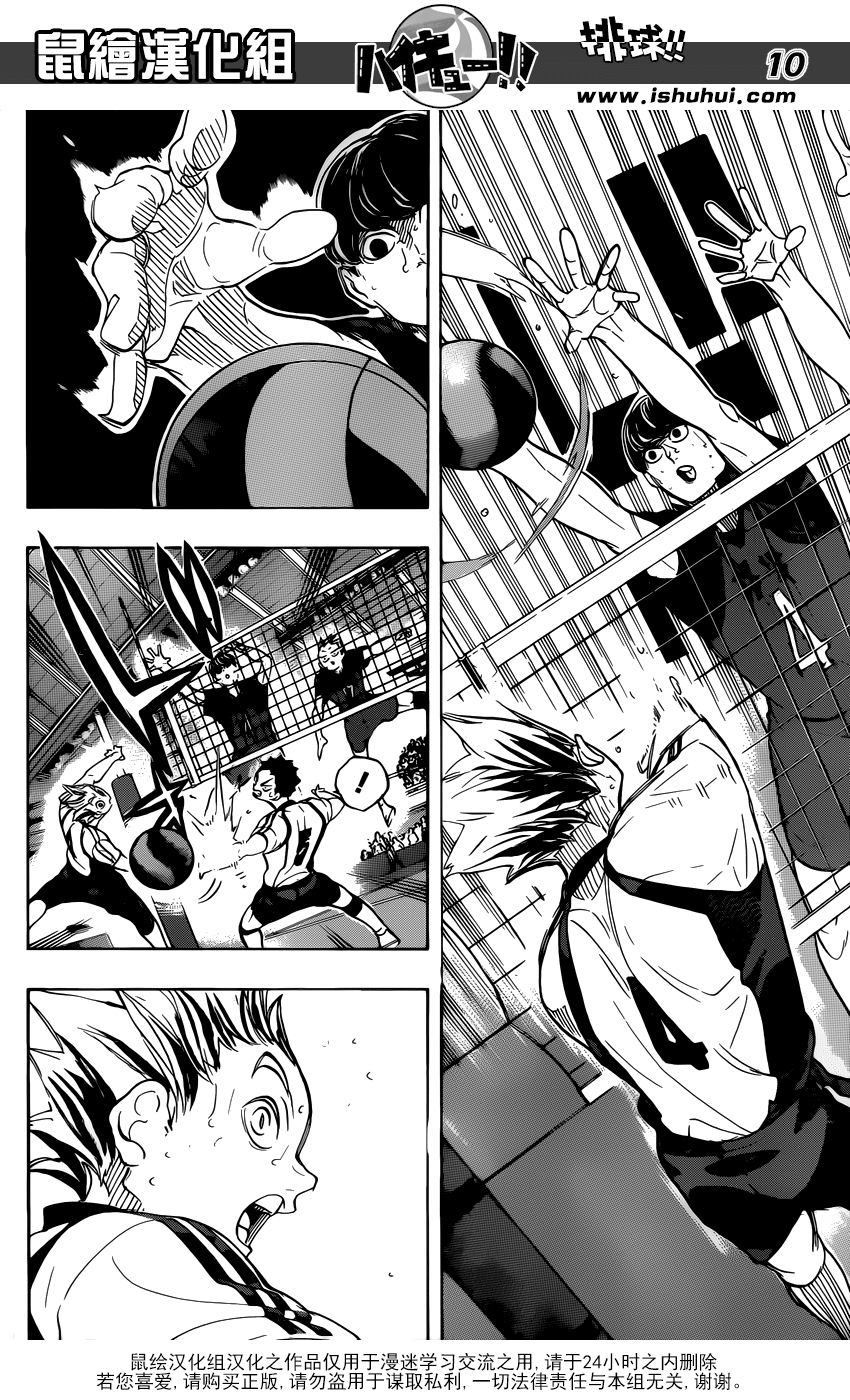 鼠繪漢化組
ハイキュー!!
排球!!
10
www.ishuhui.com
4
!
4
鼠绘汉化组汉化之作品仅用于漫迷学习交流之用,请于24小时之内删除
若您喜爱,请购买正版,请勿盗用于谋取私利,一切法律责任与本组无关,谢谢。